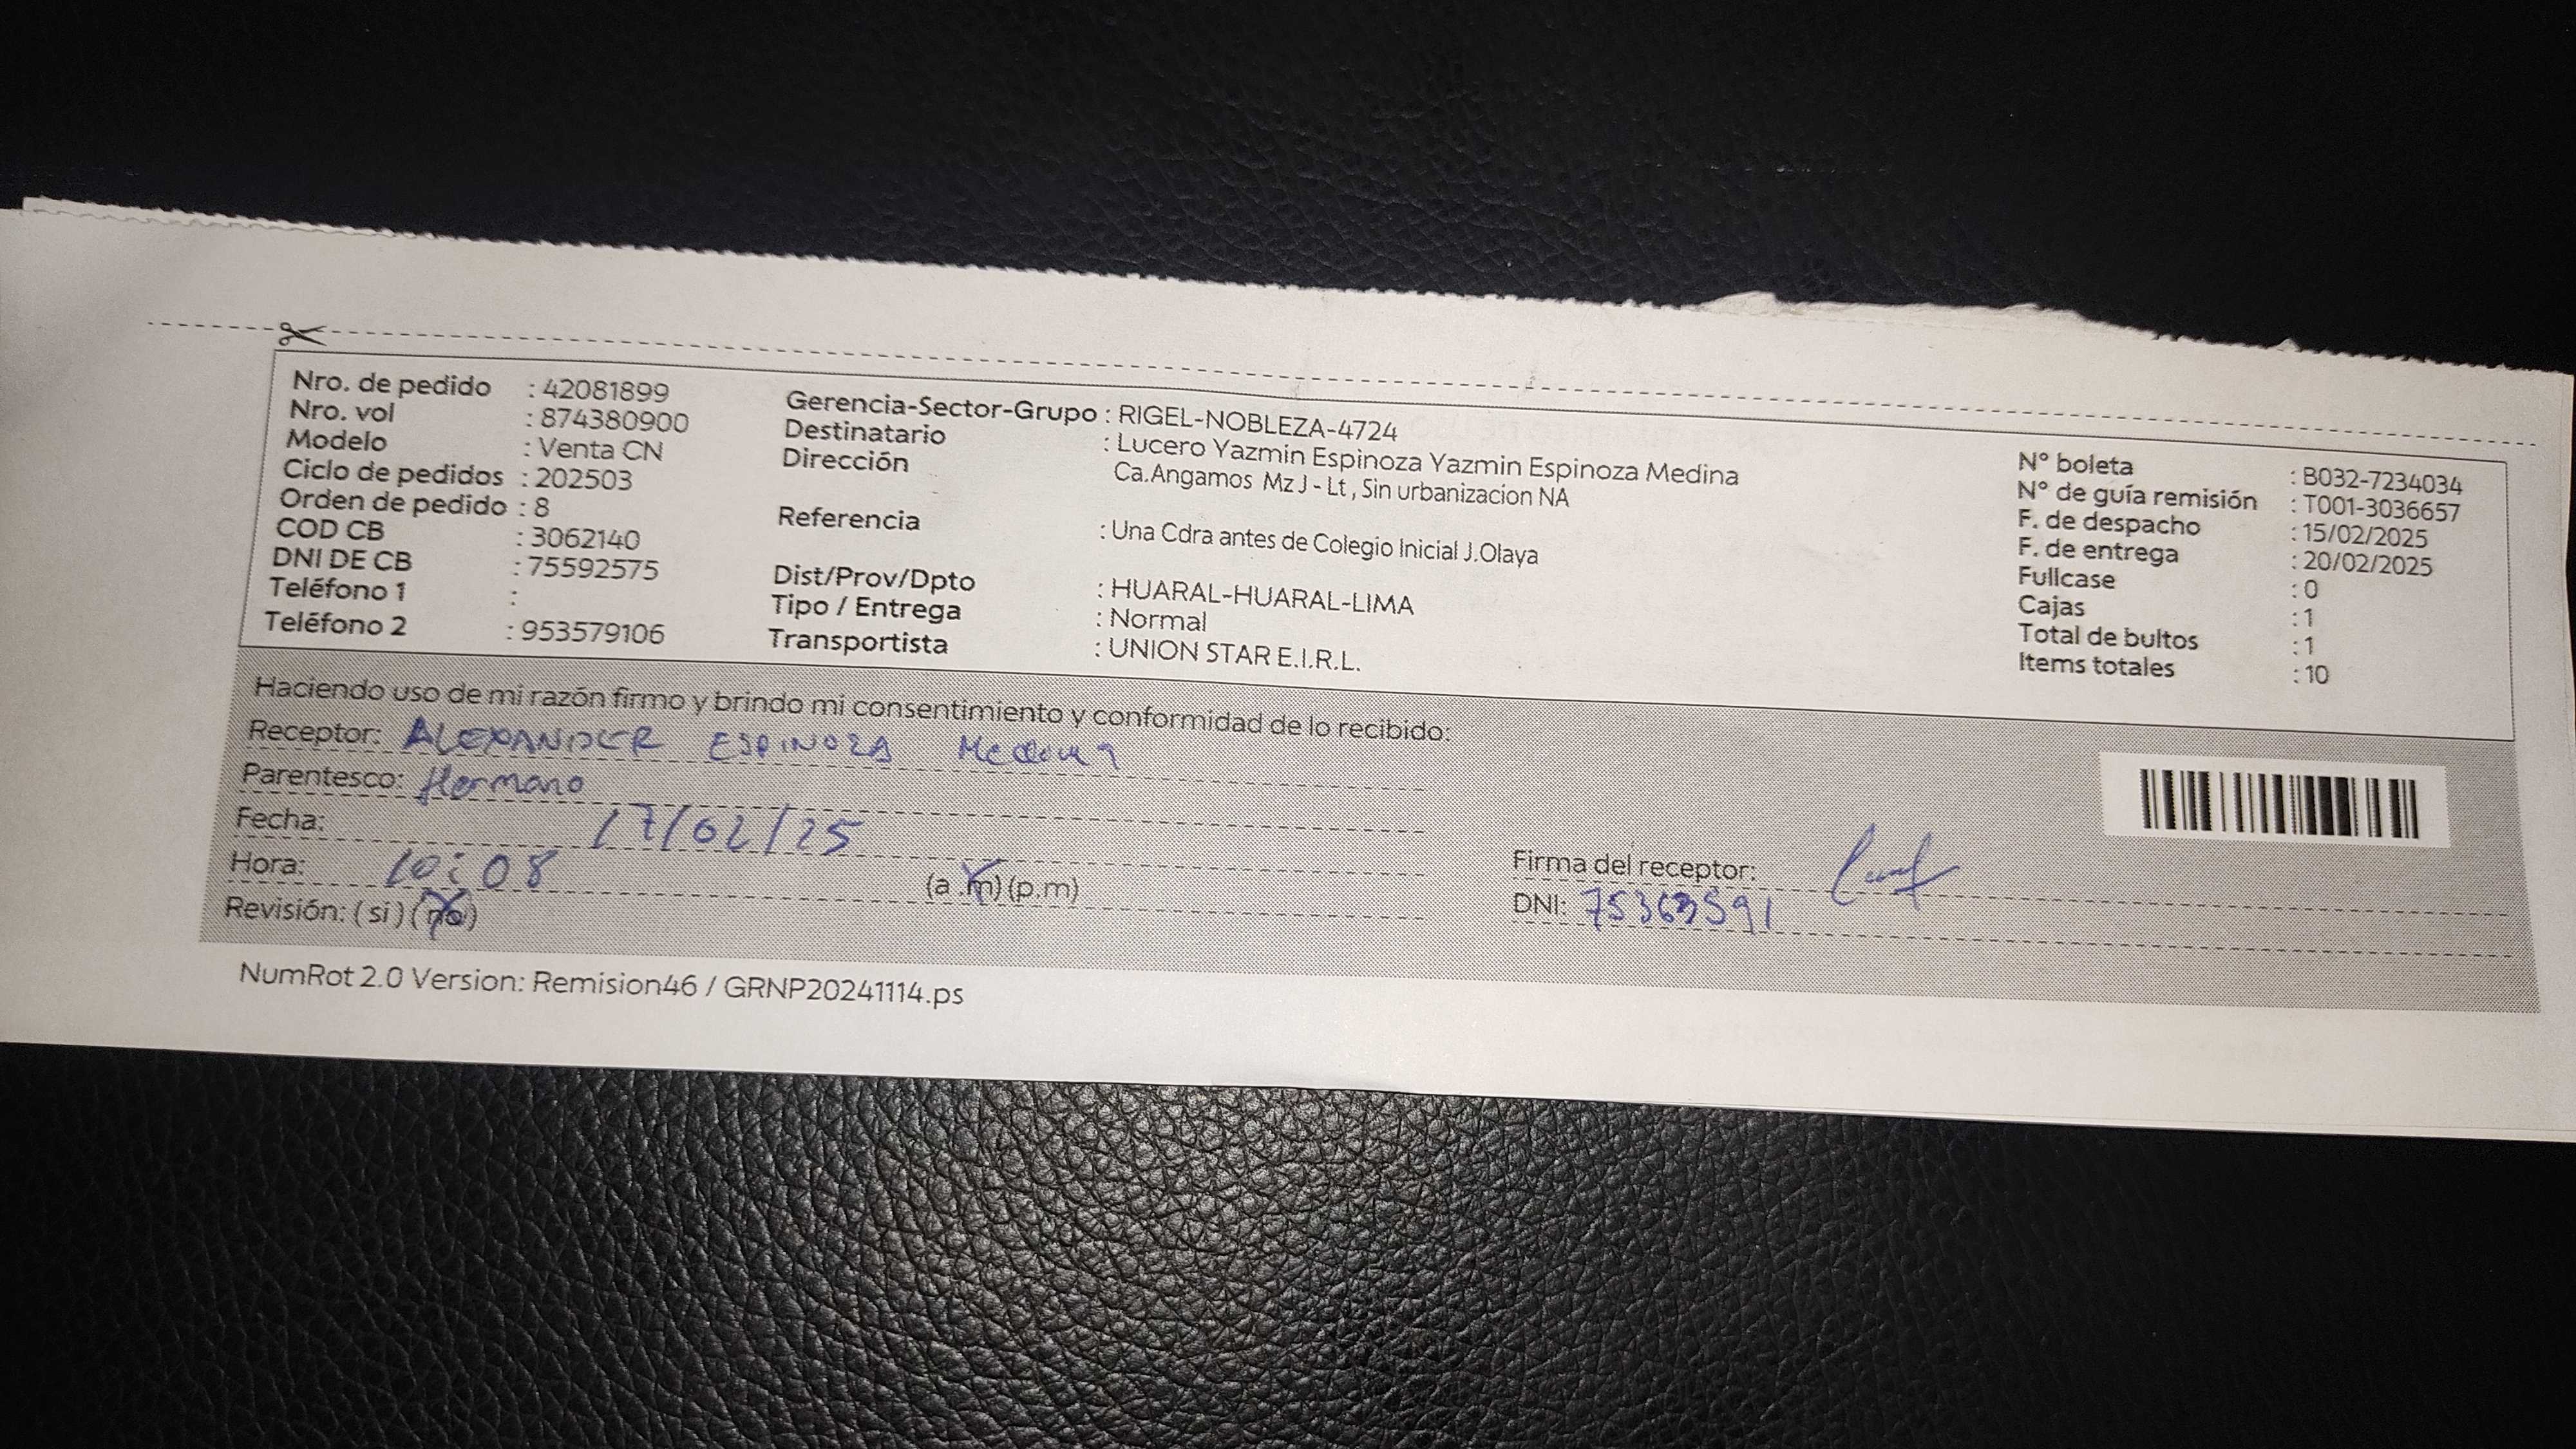 Nro. de pedido : 42081899
Nro. vol : 874380900
Modelo : Venta CN
Ciclo de pedidos : 202503
Orden de pedido : 8
COD CB : 3062140
DNI DE CB : 75592575
Teléfono 1 :
Teléfono 2 : 953579106
Gerencia-Sector-Grupo : RIGEL-NOBLEZA-4724
Destinatario : Lucero Yazmin Espinoza Yazmin Espinoza Medina
Dirección Ca.Angamos Mz J - Lt , Sin urbanizacion NA
Referencia : Una Cdra antes de Colegio Inicial J.Olaya
Dist/Prov/Dpto : HUARAL-HUARAL-LIMA
Tipo / Entrega : Normal
Transportista : UNION STAR E.I.R.L.
N° boleta : B032-7234034
N° de guía remisión : T001-3036657
F. de despacho : 15/02/2025
F. de entrega : 20/02/2025
Fullcase : 0
Cajas : 1
Total de bultos : 1
Items totales : 10
Haciendo uso de mi razón firmo y brindo mi consentimiento y conformidad de lo recibido:
Receptor: ALEXANDER ESPINOZA Medina
Parentesco: Hermano
Fecha: 17/02/25
Hora: 10:08 (a.m) (p.m)
Revisión: (si) (no)
Firma del receptor:
DNI:
NumRot 2.0 Version: Remision46 / GRNP20241114.ps